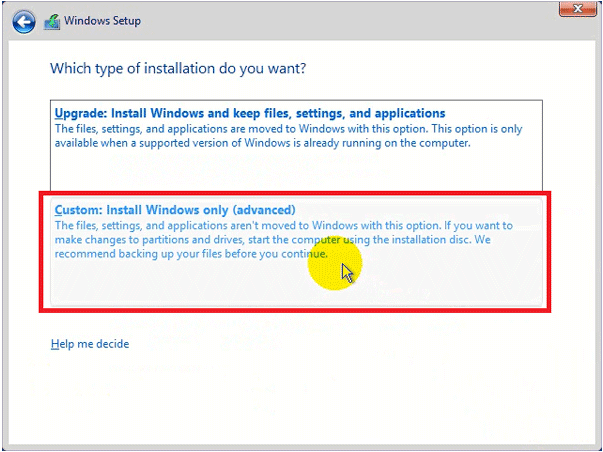 Windows Setup
Which type of installation do you want?
Upgrade: Install Windows and keep files, settings, and applications
The files, settings, and applications are moved to Windows with this option. This option is only
available when a supported version of Windows is already running on the computer.
Custom: Install Windows only (advanced)
The files, settings, and applications aren't moved to Windows with this option. If you want to
make changes to partitions and drives, start the computer using the installation disc. We
recommend backing up your files before you continue.
Help me decide